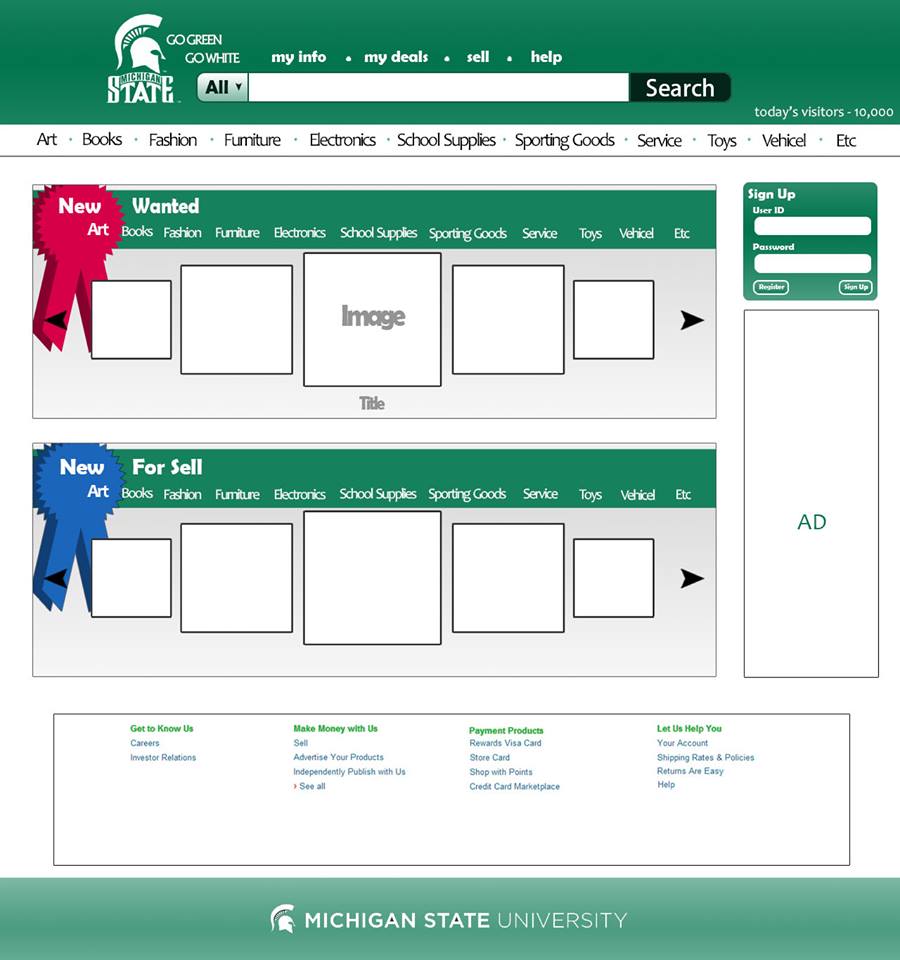 GO GREEN
GO WHITE
MICHIGAN
STATE
my info • my deals • sell • help
All
Search
today's visitors - 10,000
Art • Books • Fashion • Furniture • Electronics • School Supplies • Sporting Goods • Service • Toys • Vehicel • Etc
New Wanted
Art Books Fashion Furniture Electronics School Supplies Sporting Goods Service Toys Vehicel Etc
Image
Title
Sign Up
User ID
Password
Register Sign Up
New For Sell
Art Books Fashion Furniture Electronics School Supplies Sporting Goods Service Toys Vehicel Etc
AD
Get to Know Us
Careers
Investor Relations
Make Money with Us
Sell
Advertise Your Products
Independently Publish with Us
› See all
Payment Products
Rewards Visa Card
Store Card
Shop with Points
Credit Card Marketplace
Let Us Help You
Your Account
Shipping Rates & Policies
Returns Are Easy
Help
MICHIGAN STATE UNIVERSITY